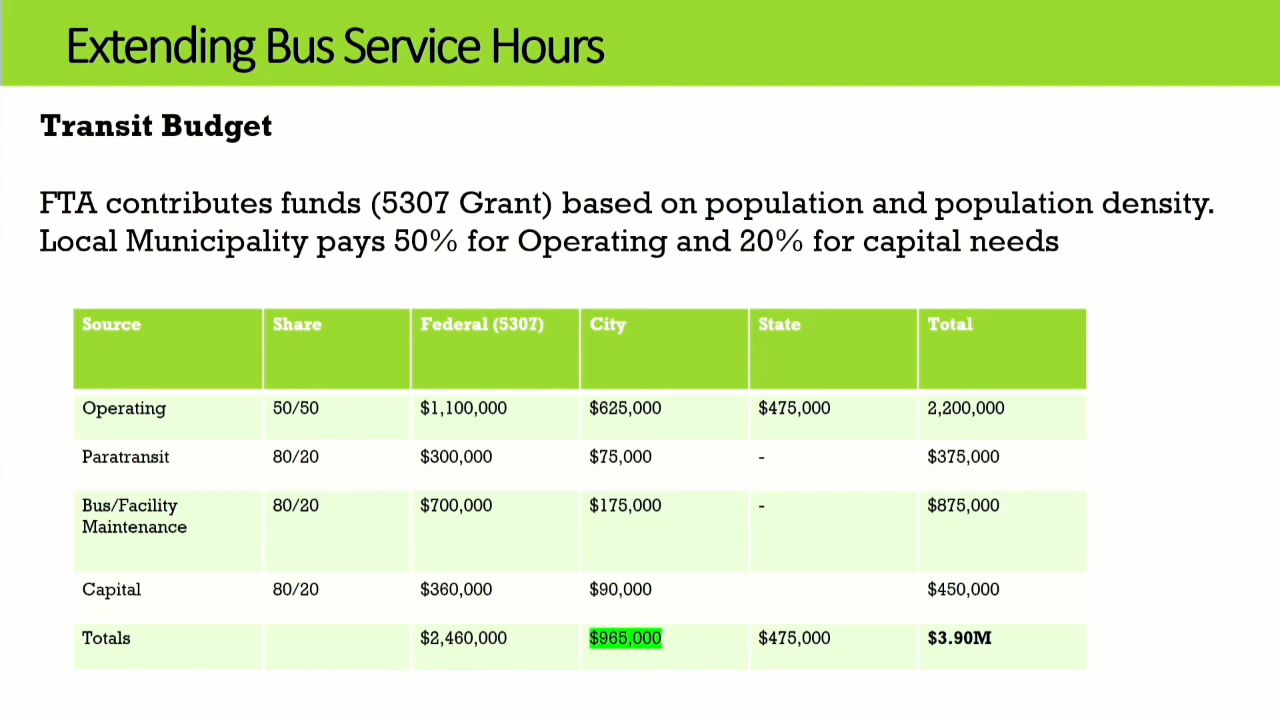 Extending Bus Service Hours
Transit Budget
FTA contributes funds (5307 Grant) based on population and population density.
Local Municipality pays 50% for Operating and 20% for capital needs
Source Share Federal (5307) City State Total
Operating 50/50 $1,100,000 $625,000 $475,000 2,200,000
Paratransit 80/20 $300,000 $75,000 - $375,000
Bus/Facility 80/20 $700,000 $175,000 - $875,000
Maintenance
Capital 80/20 $360,000 $90,000 $450,000
Totals $2,460,000 $965,000 $475,000 $3.90M